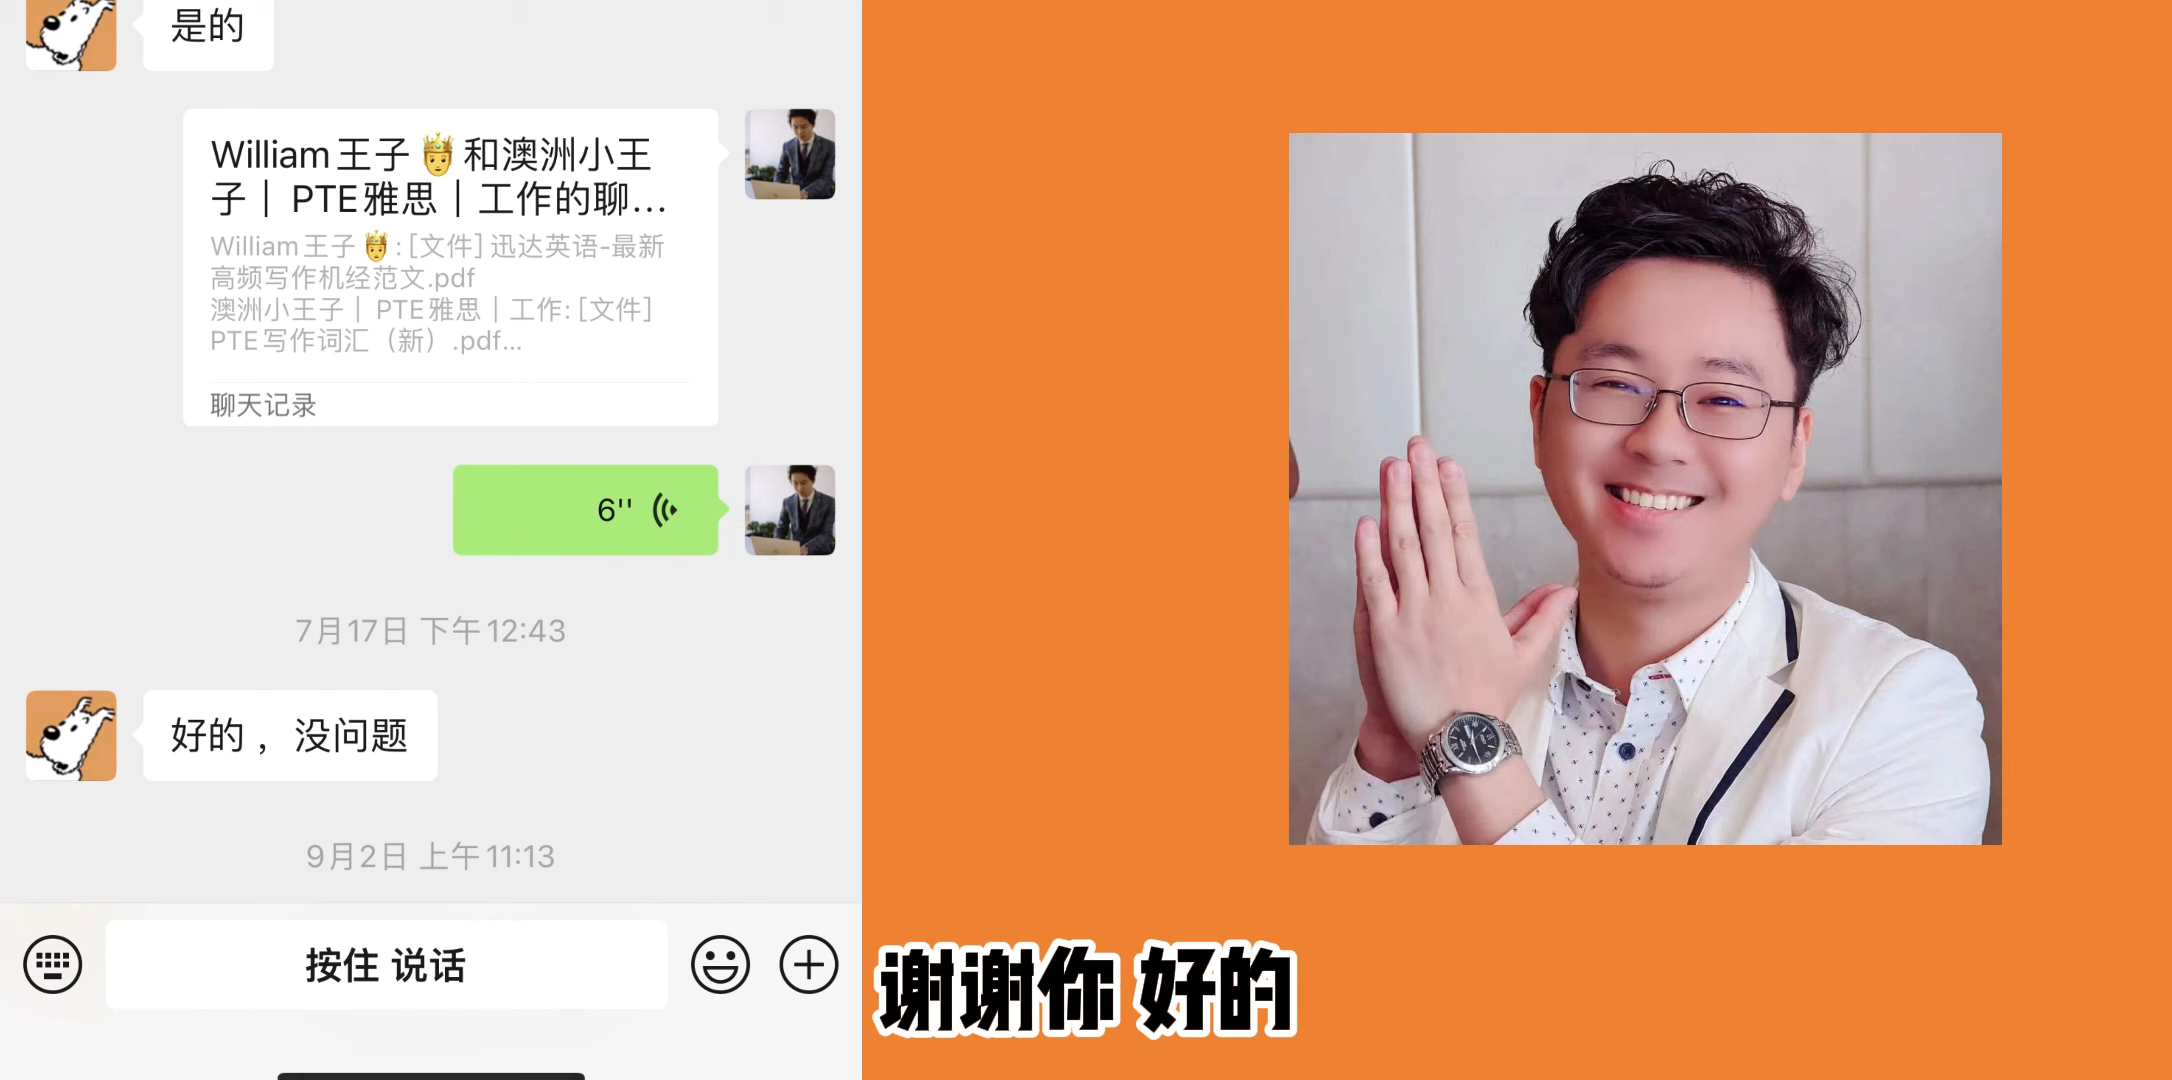 是的
William王子🤴和澳洲小王
子｜ PTE雅思｜工作的聊...
William王子🤴: [文件] 迅达英语-最新
高频写作机经范文.pdf
澳洲小王子｜ PTE雅思｜工作: [文件]
PTE写作词汇（新）.pdf...
聊天记录
6''
7月17日 下午12:43
好的，没问题
9月2日 上午11:13
按住 说话
谢谢你 好的